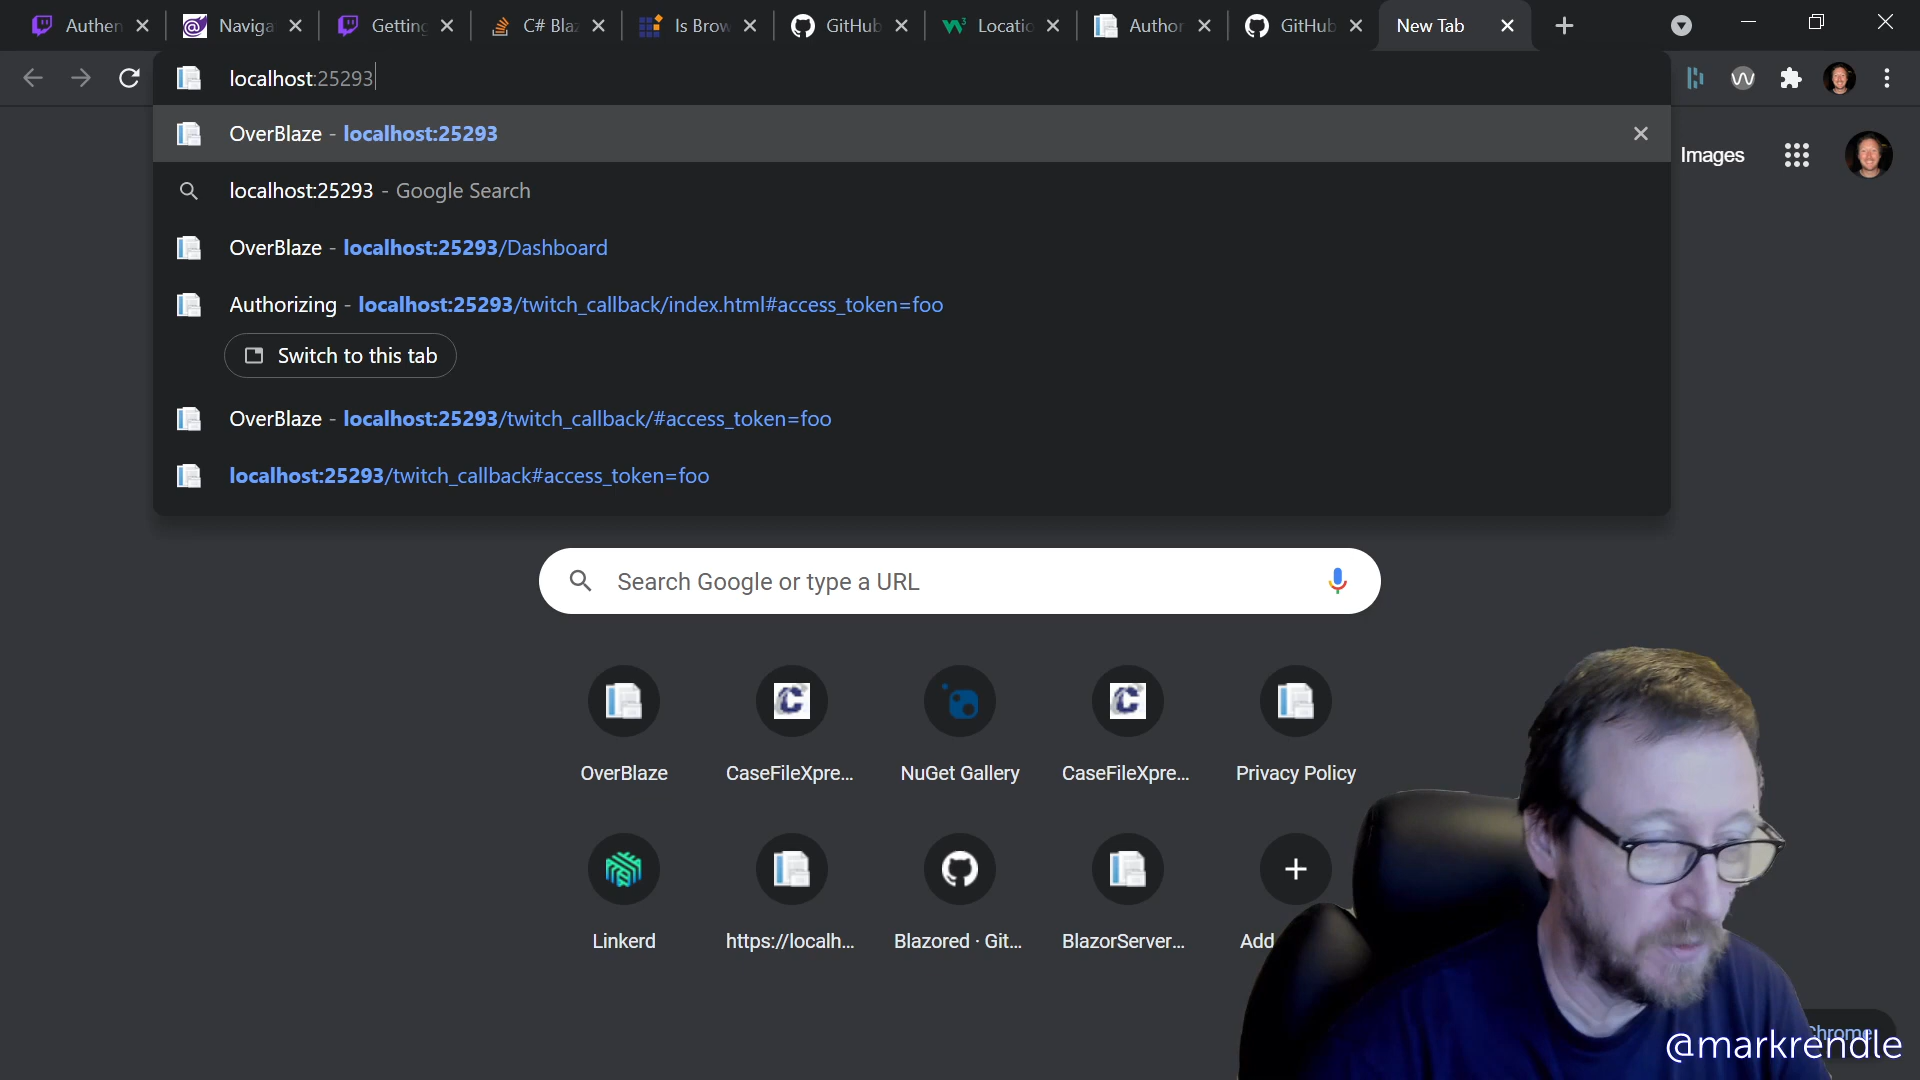 Authen
Naviga
Getting
C# Blaz
Is Brow
GitHub
Locatio
Author
GitHub
New Tab
localhost:25293
OverBlaze - localhost:25293
Images
localhost:25293 - Google Search
OverBlaze - localhost:25293/Dashboard
Authorizing - localhost:25293/twitch_callback/index.html#access_token=foo
Switch to this tab
OverBlaze - localhost:25293/twitch_callback/#access_token=foo
localhost:25293/twitch_callback#access_token=foo
Search Google or type a URL
OverBlaze
CaseFileXpre...
NuGet Gallery
CaseFileXpre...
Privacy Policy
Linkerd
https://localh...
Blazored · Git...
BlazorServer...
Add
Chrome
@markrendle